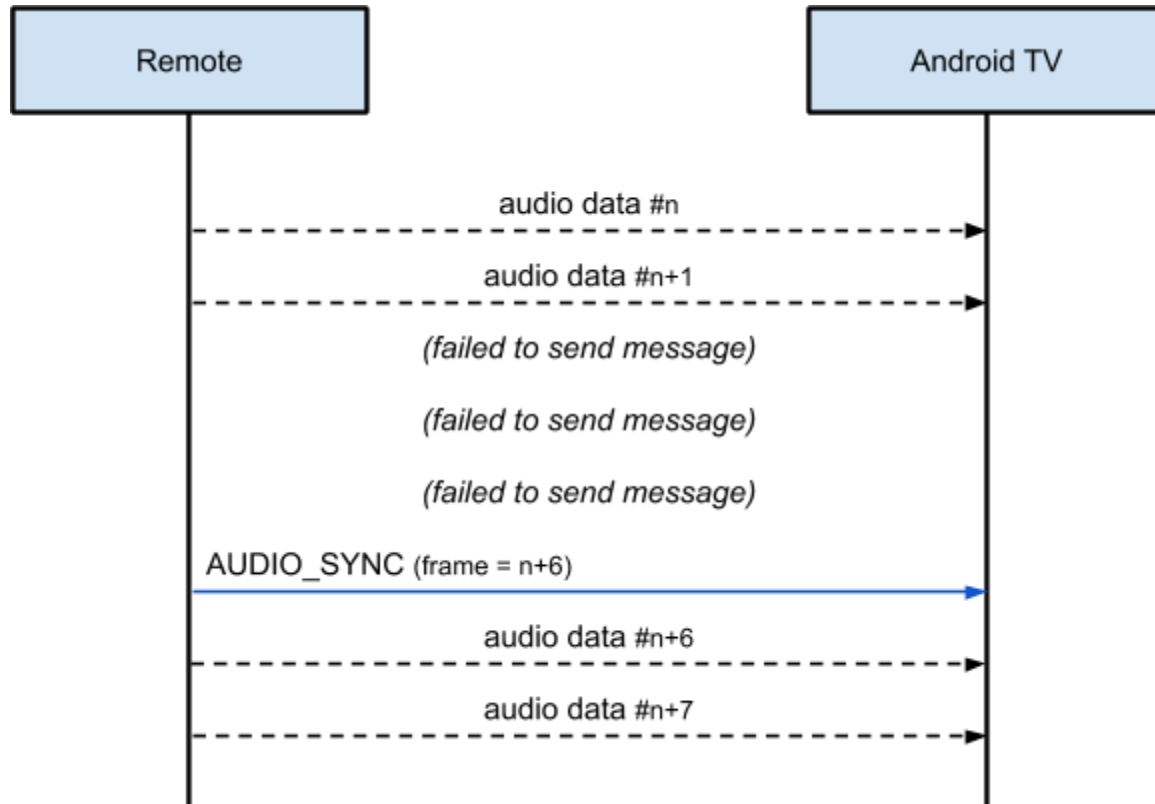 Remote
Android TV
audio data #n
audio data #n+1
(failed to send message)
(failed to send message)
(failed to send message)
AUDIO_SYNC (frame = n+6)
audio data #n+6
audio data #n+7